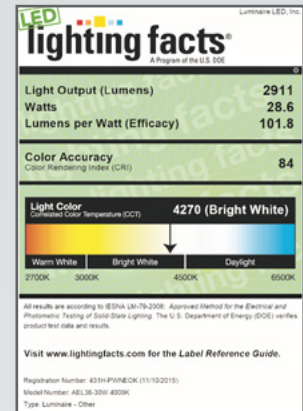 Luminaire LED, Inc.
LED
lighting facts®
A Program of the U.S. DOE
Light Output (Lumens) 2911
Watts 28.6
Lumens per Watt (Efficacy) 101.8
Color Accuracy
Color Rendering Index (CRI) 84
Light Color
Correlated Color Temperature (CCT) 4270 (Bright White)
Warm White Bright White Daylight
2700K 3000K 4500K 6500K
All results are according to IESNA LM-79-2008: Approved Method for the Electrical and
Photometric Testing of Solid-State Lighting. The U.S. Department of Energy (DOE) verifies
product test data and results.
Visit www.lightingfacts.com for the Label Reference Guide.
Registration Number: 431H-PWNEOK (11/10/2015)
Model Number: AEL36-30W 4000K
Type: Luminaire - Other